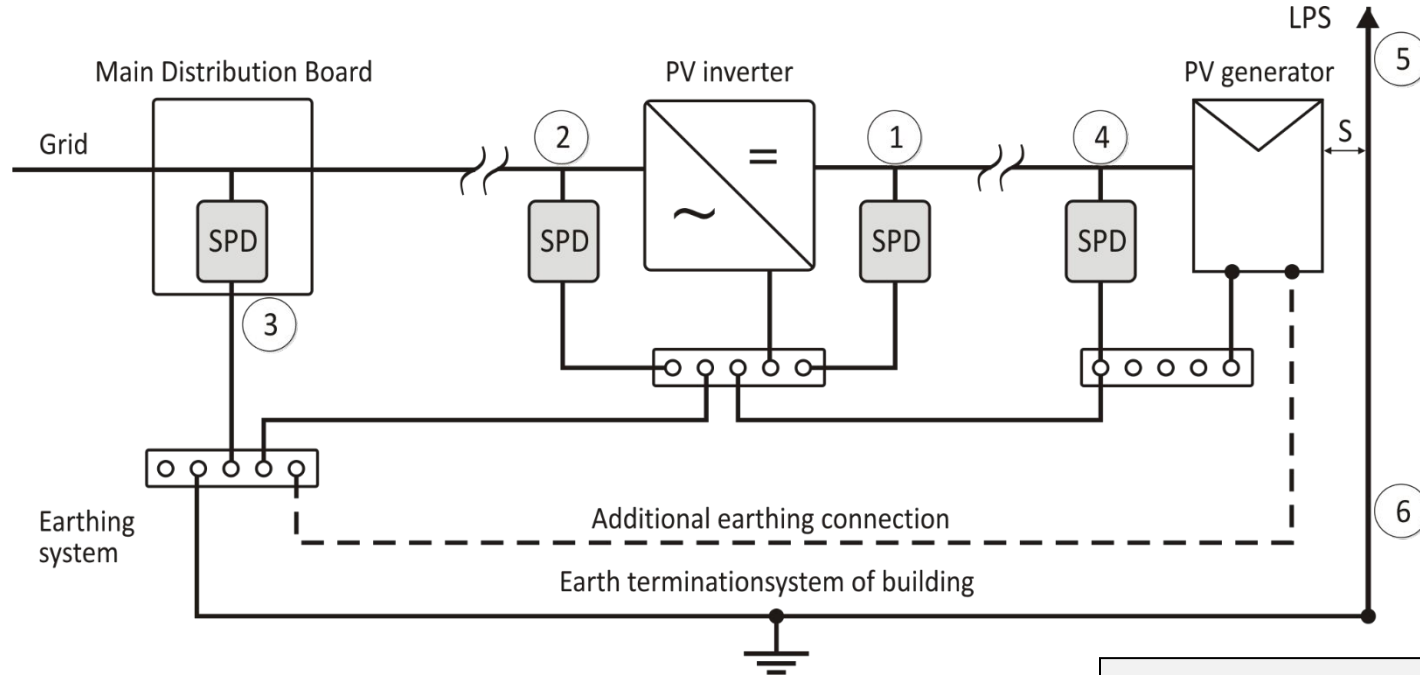 LPS
5
Main Distribution Board
PV inverter
PV generator
Grid
2
=
1
4
S
~
SPD
SPD
SPD
SPD
3
Earthing
system
Additional earthing connection
6
Earth terminationsystem of building